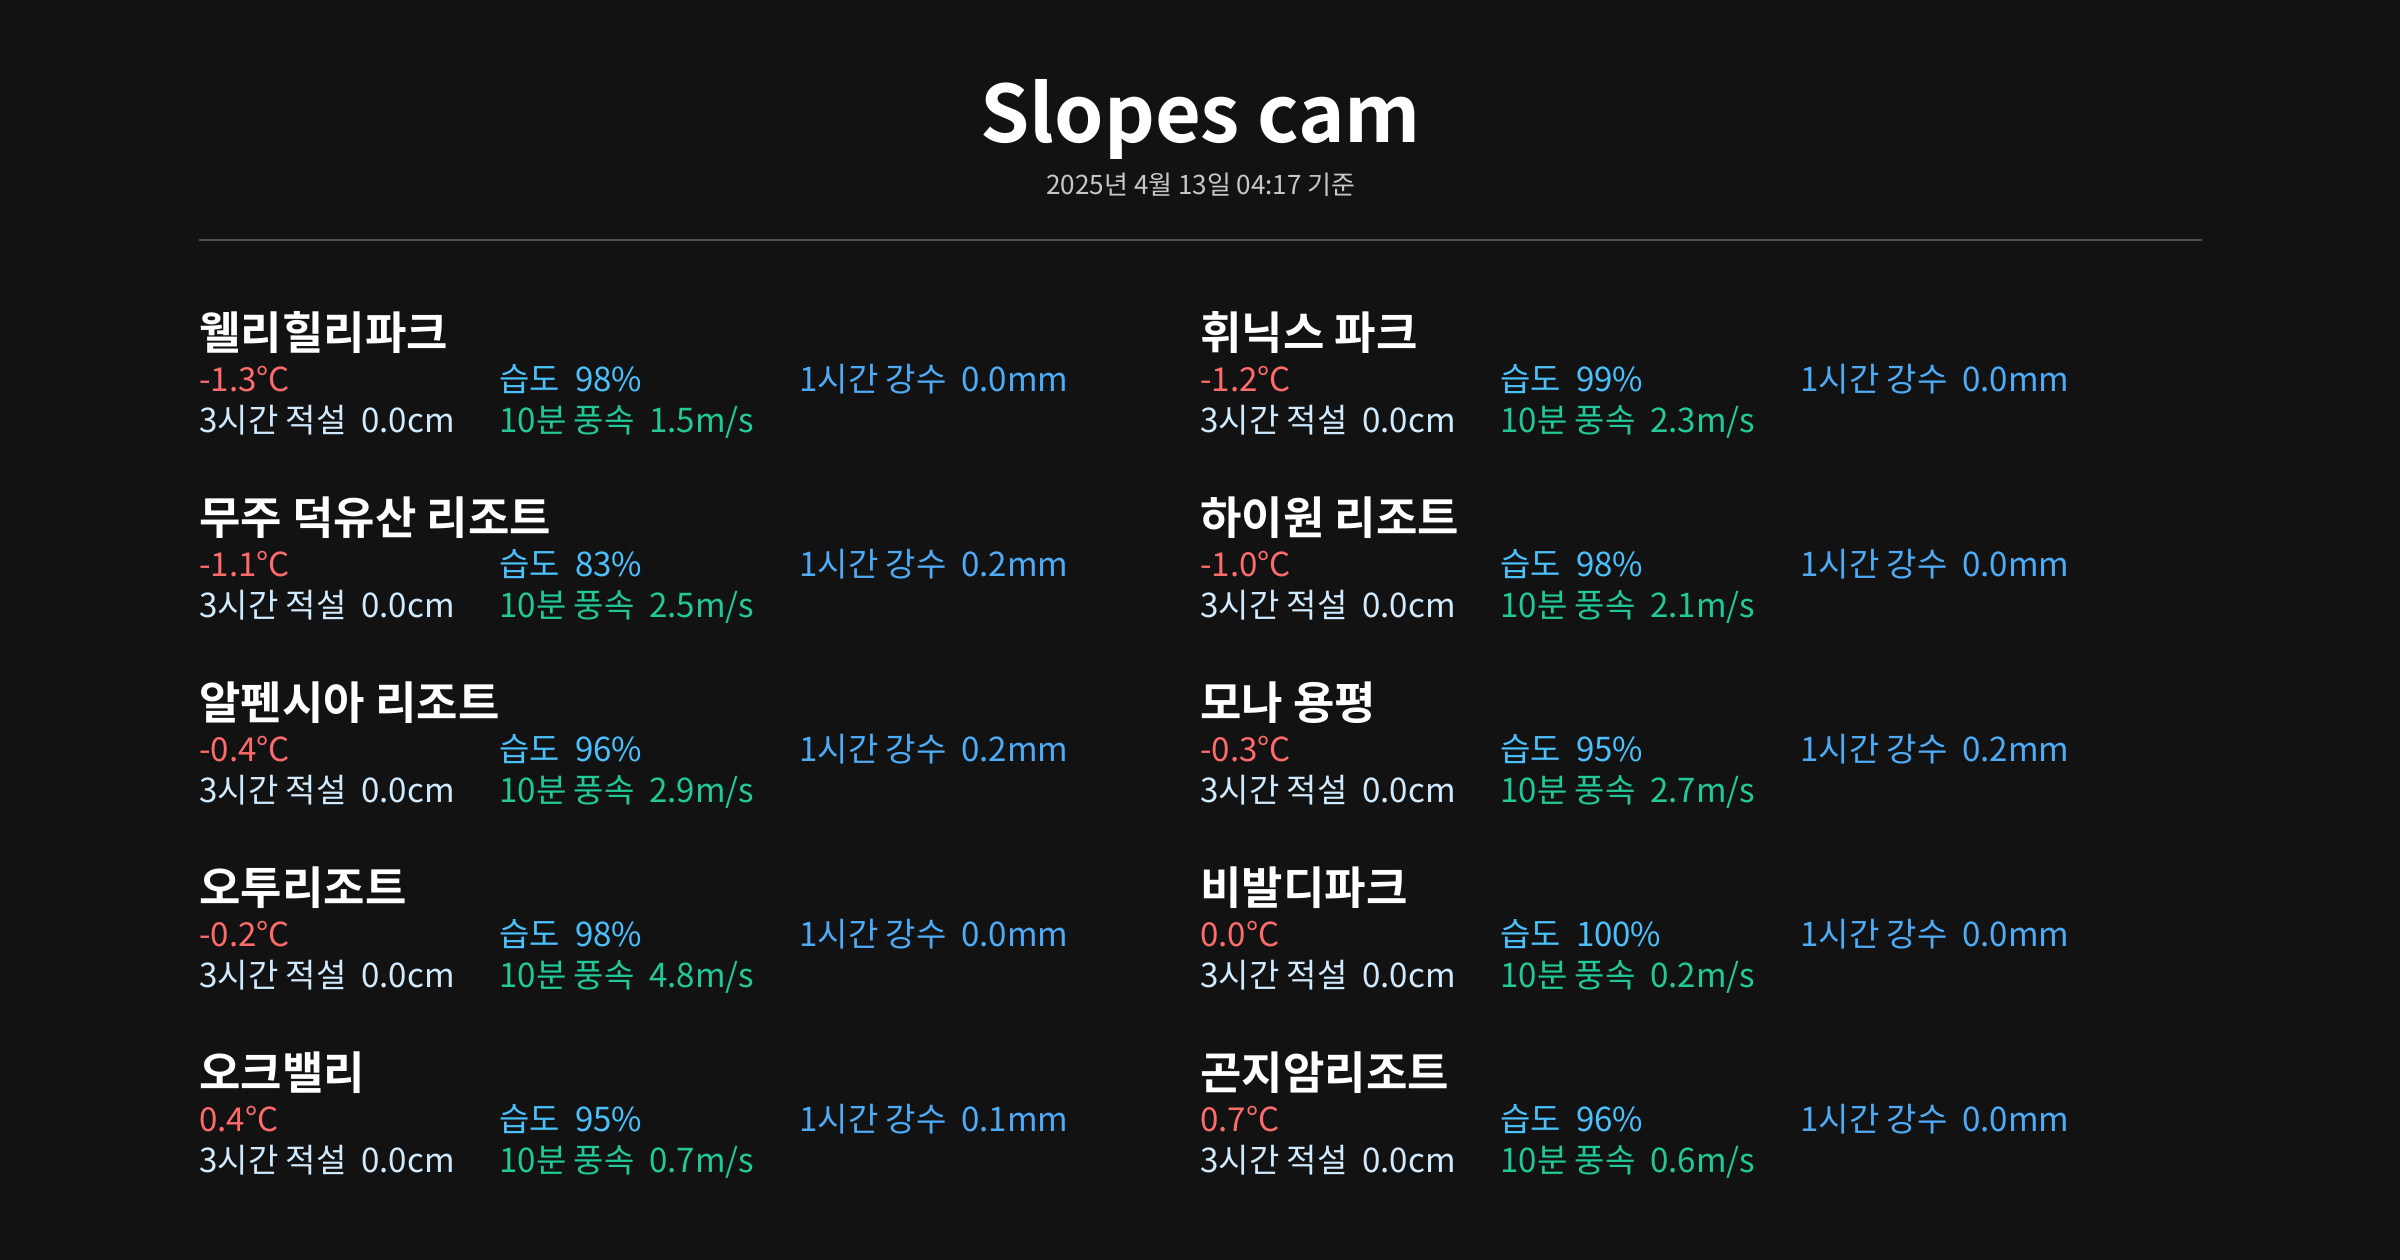 Slopes cam
2025년 4월 13일 04:17 기준
웰리힐리파크
-1.3°C 습도 98% 1시간 강수 0.0mm
3시간 적설 0.0cm 10분 풍속 1.5m/s
휘닉스 파크
-1.2°C 습도 99% 1시간 강수 0.0mm
3시간 적설 0.0cm 10분 풍속 2.3m/s
무주 덕유산 리조트
-1.1°C 습도 83% 1시간 강수 0.2mm
3시간 적설 0.0cm 10분 풍속 2.5m/s
하이원 리조트
-1.0°C 습도 98% 1시간 강수 0.0mm
3시간 적설 0.0cm 10분 풍속 2.1m/s
알펜시아 리조트
-0.4°C 습도 96% 1시간 강수 0.2mm
3시간 적설 0.0cm 10분 풍속 2.9m/s
모나 용평
-0.3°C 습도 95% 1시간 강수 0.2mm
3시간 적설 0.0cm 10분 풍속 2.7m/s
오투리조트
-0.2°C 습도 98% 1시간 강수 0.0mm
3시간 적설 0.0cm 10분 풍속 4.8m/s
비발디파크
0.0°C 습도 100% 1시간 강수 0.0mm
3시간 적설 0.0cm 10분 풍속 0.2m/s
오크밸리
0.4°C 습도 95% 1시간 강수 0.1mm
3시간 적설 0.0cm 10분 풍속 0.7m/s
곤지암리조트
0.7°C 습도 96% 1시간 강수 0.0mm
3시간 적설 0.0cm 10분 풍속 0.6m/s